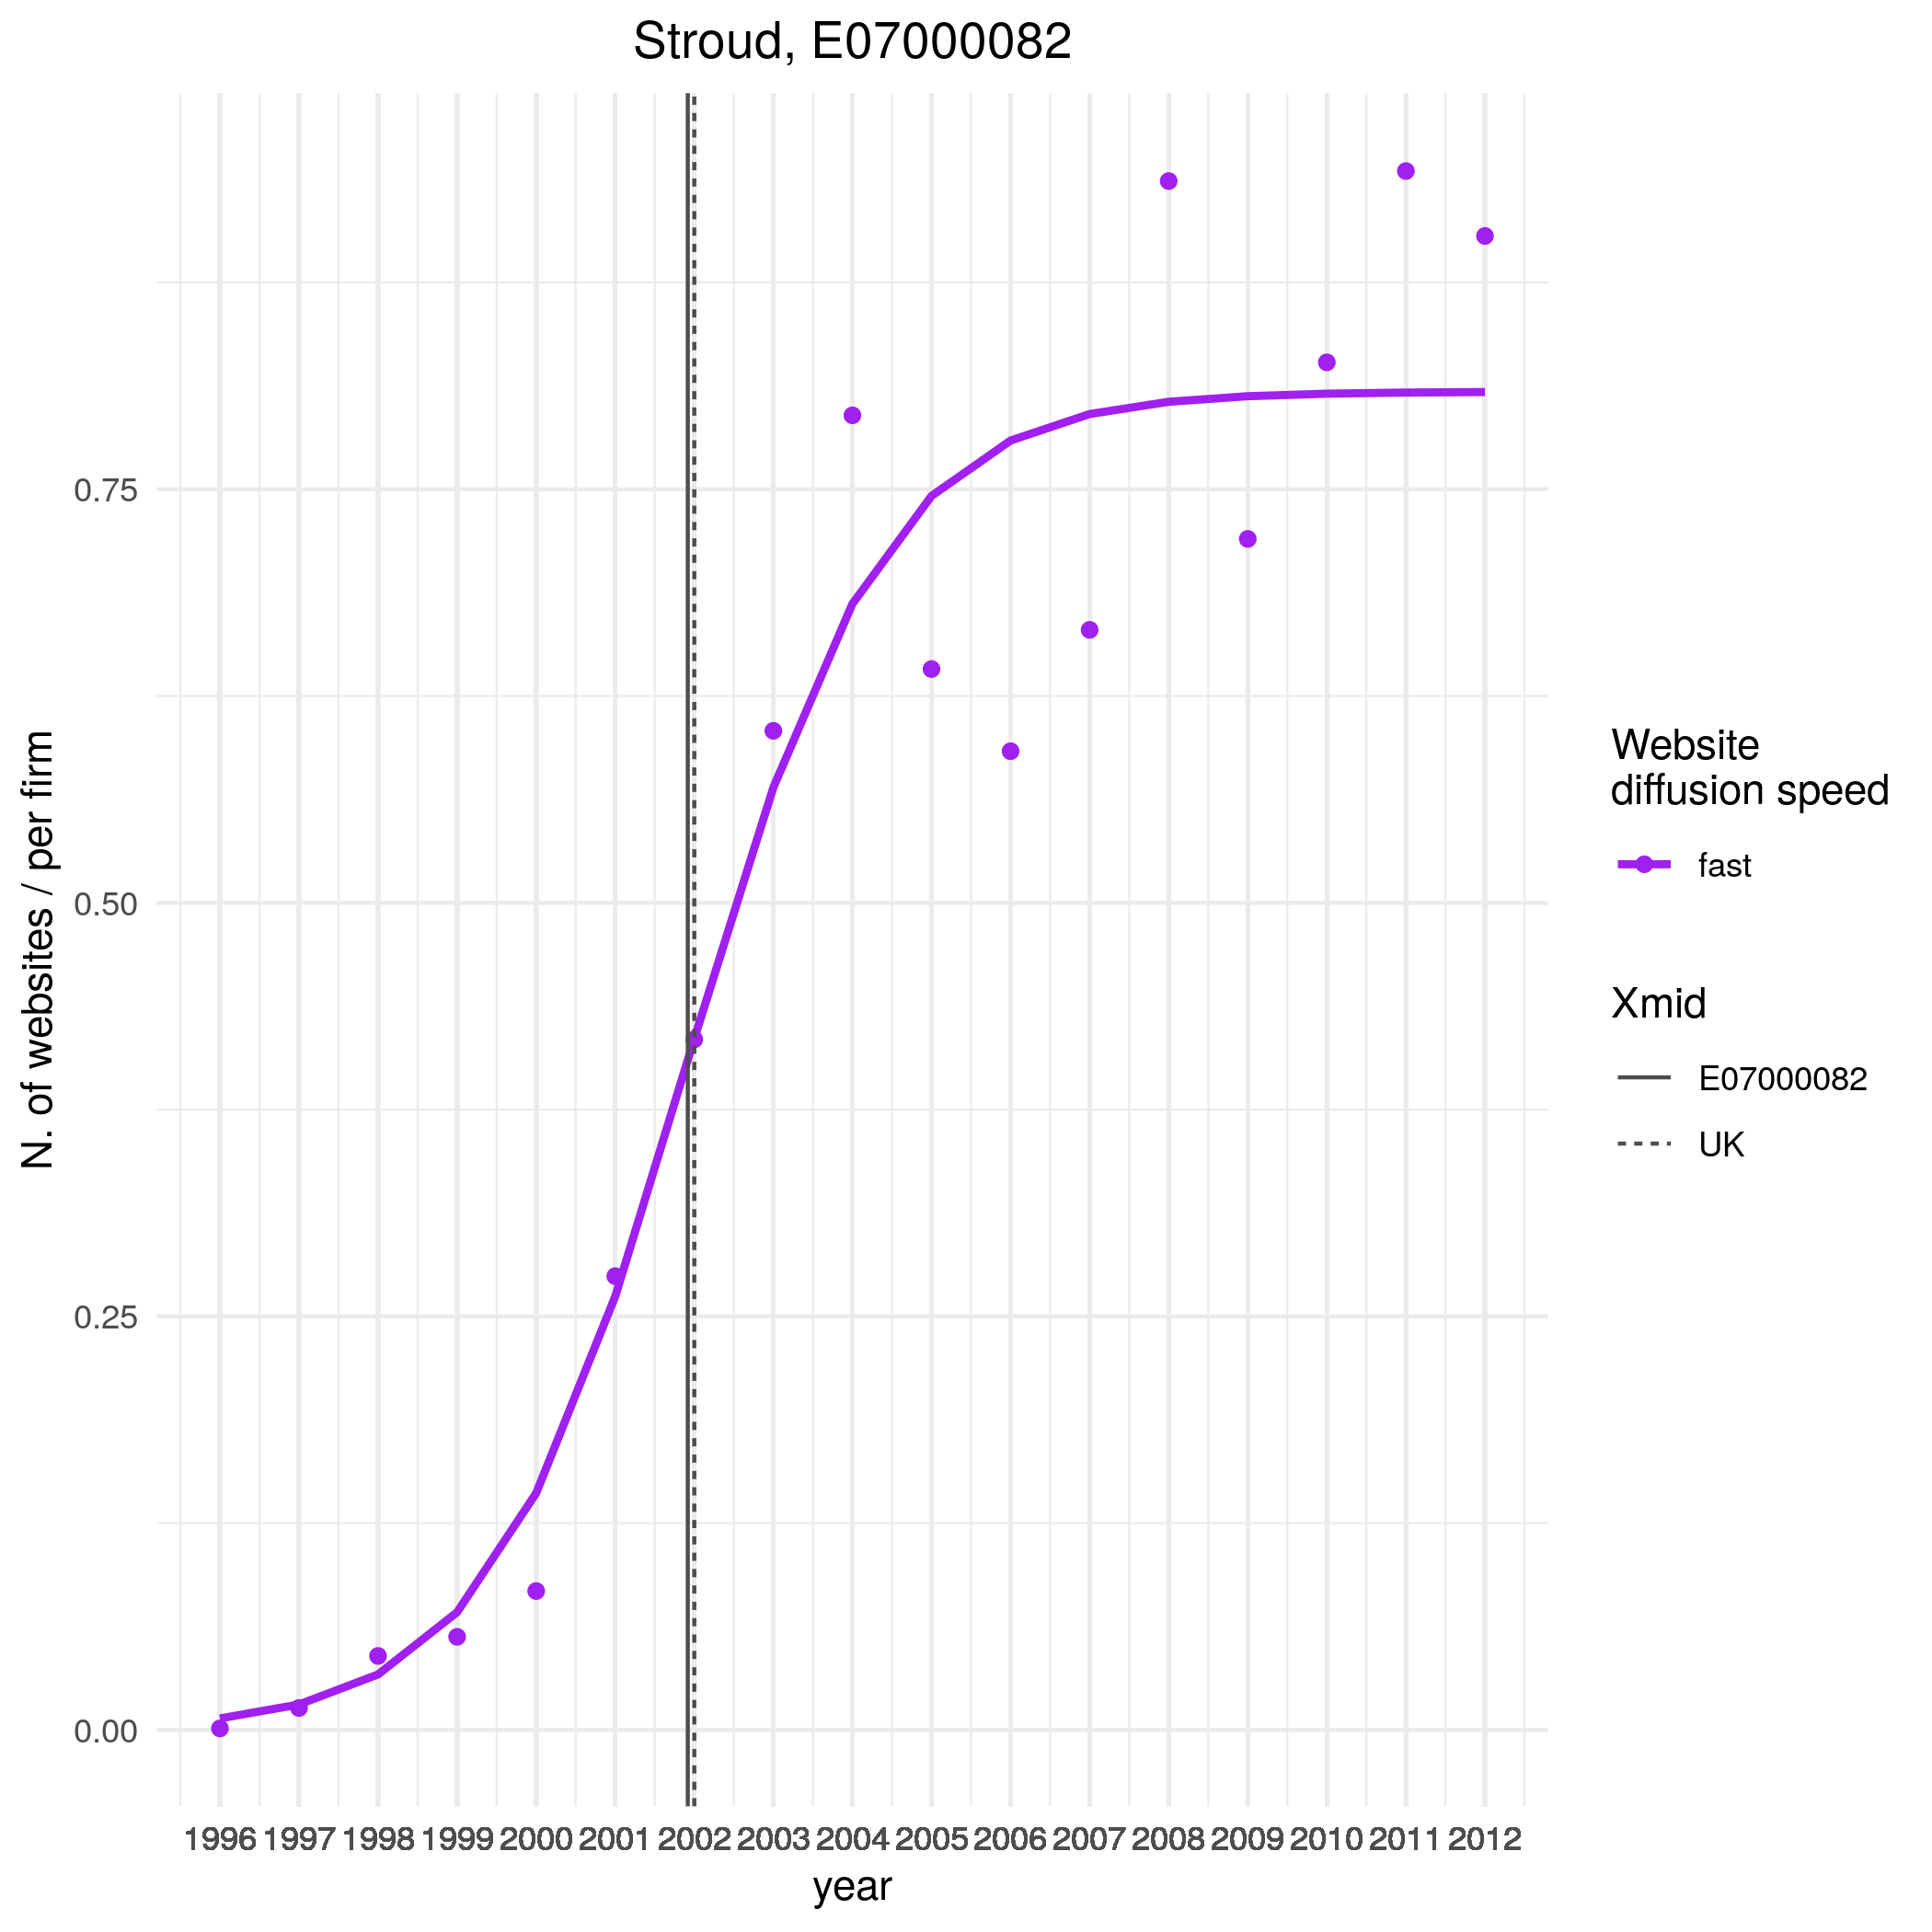 Stroud, E07000082
N. of websites / per firm
0.75
0.50
0.25
0.00
1996 1997 1998 1999 2000 2001 2002 2003 2004 2005 2006 2007 2008 2009 2010 2011 2012
year
Website
diffusion speed
fast
Xmid
E07000082
UK